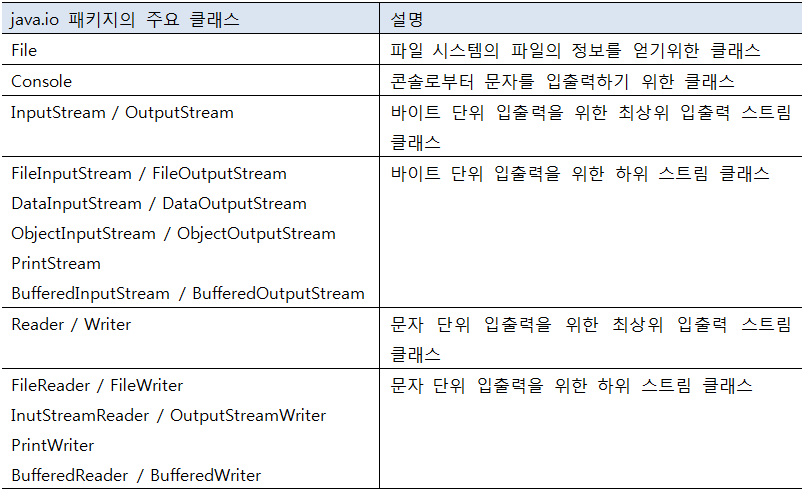 java.io 패키지의 주요 클래스
설명
File
파일 시스템의 파일의 정보를 얻기위한 클래스
Console
콘솔로부터 문자를 입출력하기 위한 클래스
InputStream / OutputStream
바이트 단위 입출력을 위한 최상위 입출력 스트림
클래스
FileInputStream / FileOutputStream
DataInputStream / DataOutputStream
ObjectInputStream / ObjectOutputStream
PrintStream
BufferedInputStream / BufferedOutputStream
바이트 단위 입출력을 위한 하위 스트림 클래스
Reader / Writer
문자 단위 입출력을 위한 최상위 입출력 스트림
클래스
FileReader / FileWriter
InutStreamReader / OutputStreamWriter
PrintWriter
BufferedReader / BufferedWriter
문자 단위 입출력을 위한 하위 스트림 클래스